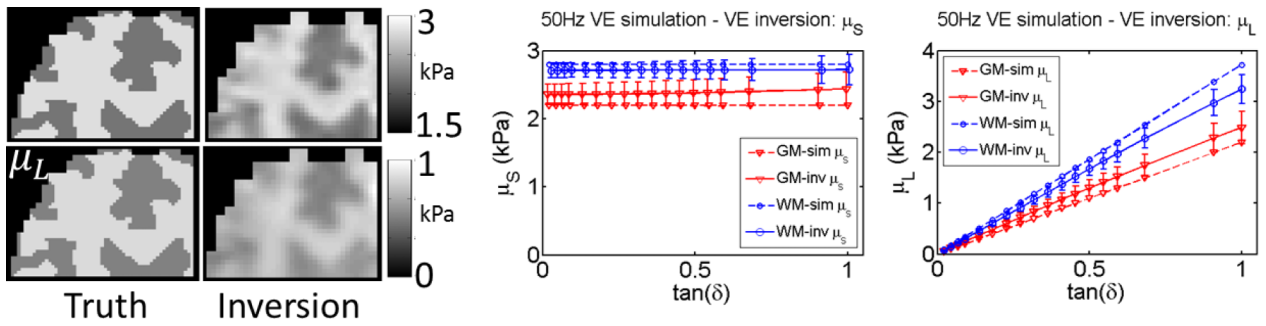 3
kPa
1.5
μL
1
kPa
0
Truth
Inversion
50Hz VE simulation - VE inversion: μS
3
2
1
0
μS (kPa)
GM-sim μS
GM-inv μS
WM-sim μS
WM-inv μS
0
0.5
1
tan(δ)
50Hz VE simulation - VE inversion: μL
4
3
2
1
0
μL (kPa)
GM-sim μL
GM-inv μL
WM-sim μL
WM-inv μL
0
0.5
1
tan(δ)